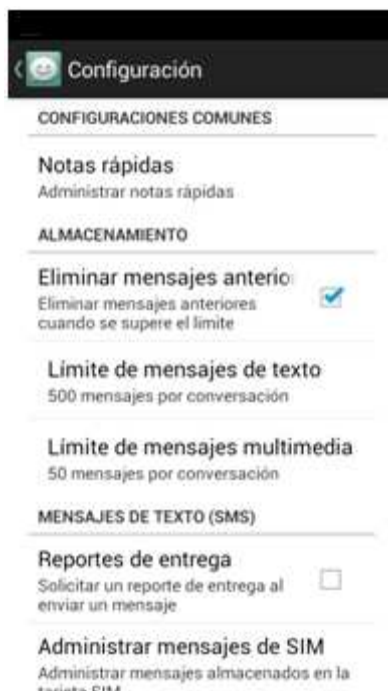 Configuración
CONFIGURACIONES COMUNES
Notas rápidas
Administrar notas rápidas
ALMACENAMIENTO
Eliminar mensajes anterio
Eliminar mensajes anteriores
cuando se supere el límite
Límite de mensajes de texto
500 mensajes por conversación
Límite de mensajes multimedia
50 mensajes por conversación
MENSAJES DE TEXTO (SMS)
Reportes de entrega
Solicitar un reporte de entrega al
enviar un mensaje
Administrar mensajes de SIM
Administrar mensajes almacenados en la
tarjeta SIM